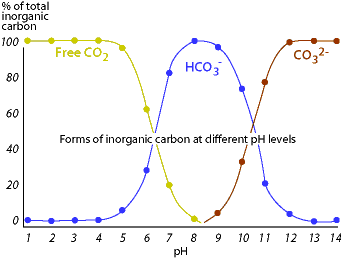 % of total
inorganic
carbon
100
80
60
40
20
0
Free CO₂
HCO₃⁻
CO₃²⁻
Forms of inorganic carbon at different pH levels
1 2 3 4 5 6 7 8 9 10 11 12 13 14
pH